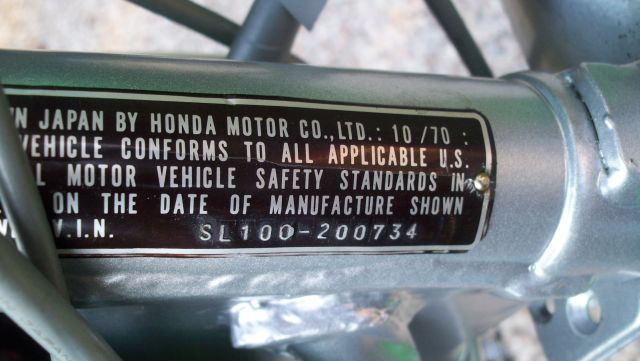 N JAPAN BY HONDA MOTOR CO.,LTD.: 10/70 :
VEHICLE CONFORMS TO ALL APPLICABLE U.S.
L MOTOR VEHICLE SAFETY STANDARDS IN
ON THE DATE OF MANUFACTURE SHOWN
V.I.N. SL100-200734